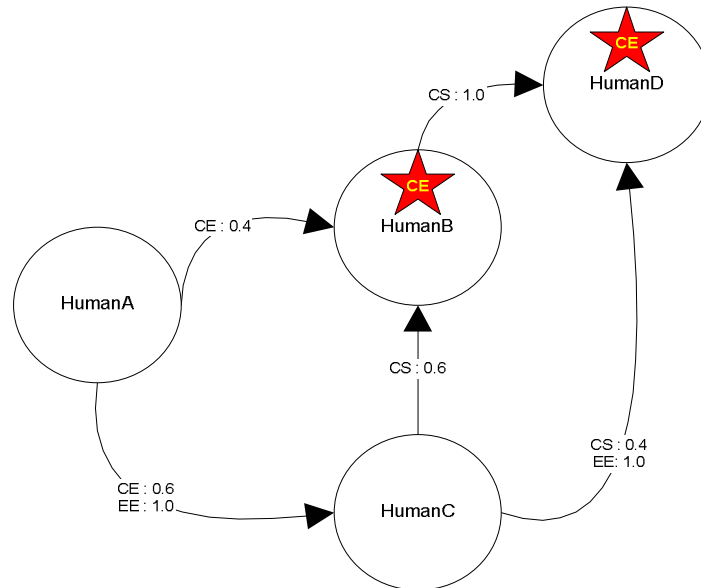 CE
HumanD
CS : 1.0
CE
HumanB
CE : 0.4
HumanA
CS : 0.6
CS : 0.4
EE: 1.0
CE : 0.6
EE : 1.0
HumanC